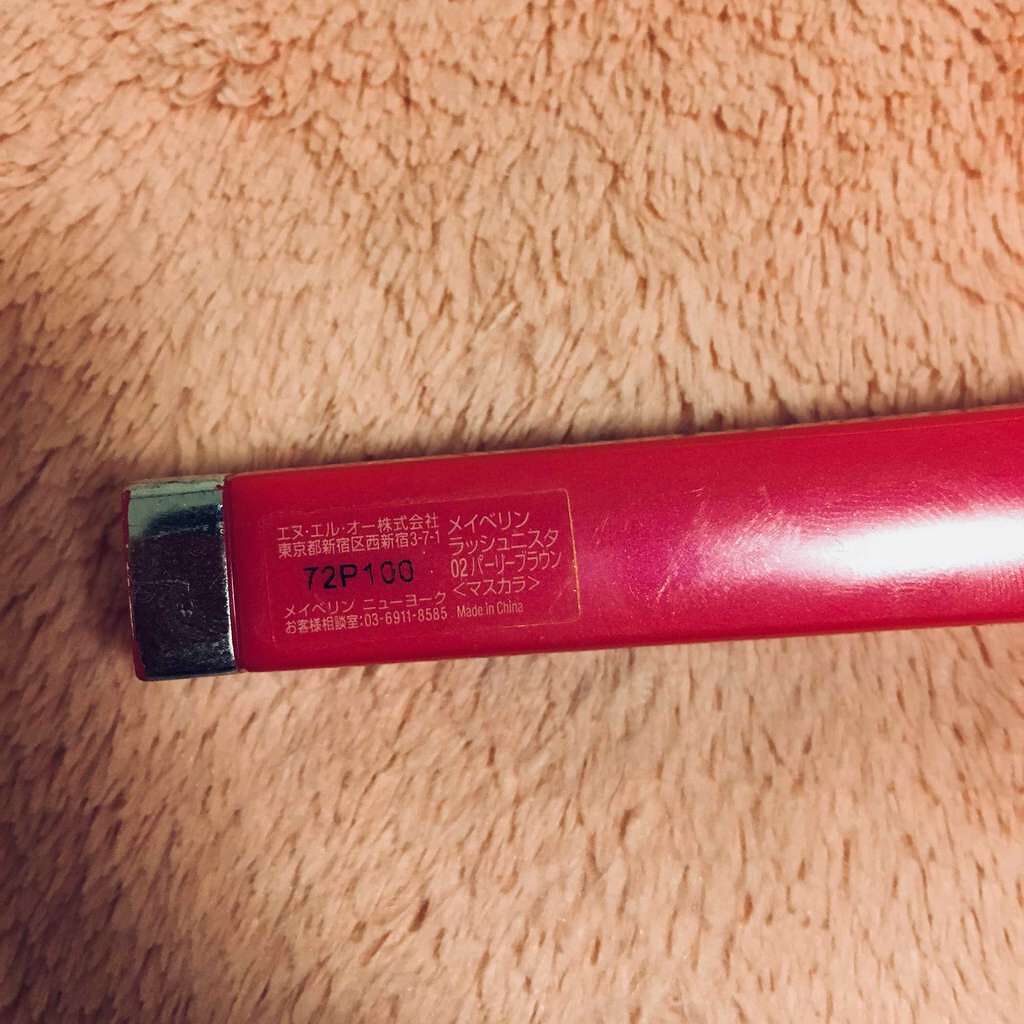 エヌ・エル・オー株式会社
東京都新宿区西新宿3-7-1
72P100
メイベリン ニューヨーク
お客様相談室:03-6911-8585
メイベリン
ラッシュニスタ
02 パーリーブラウン
<マスカラ>
Made in China